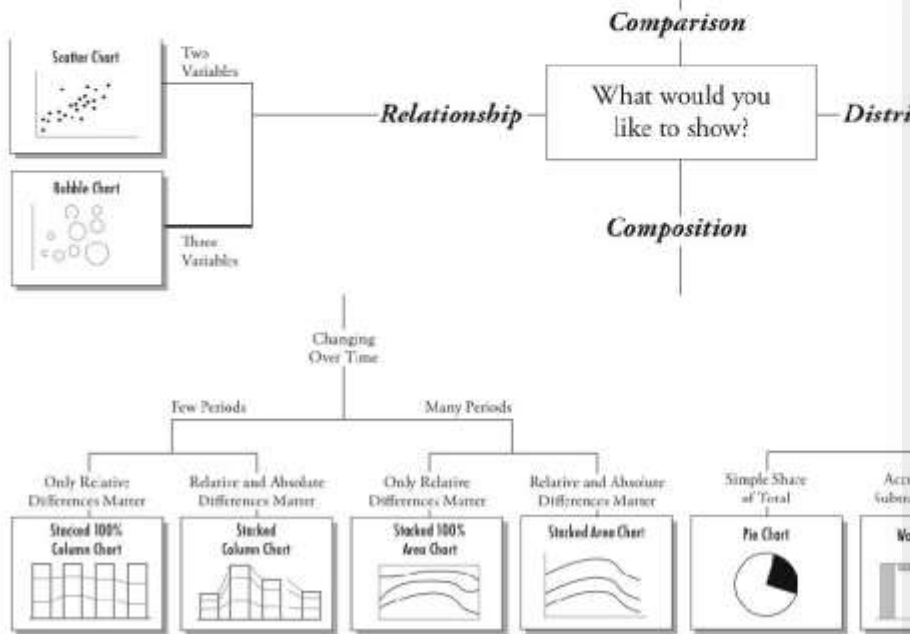 Comparison
Scatter Chart
Two
Variables
What would you
like to show?
Relationship
Distri
Bubble Chart
Composition
Three
Variables
Changing
Over Time
Few Periods
Many Periods
Only Relative
Differences Matter
Relative and Absolute
Differences Matter
Only Relative
Differences Matter
Relative and Absolute
Differences Matter
Simple Share
of Total
Stacked 100%
Column Chart
Stacked
Column Chart
Stacked 100%
Area Chart
Stacked Area Chart
Pie Chart